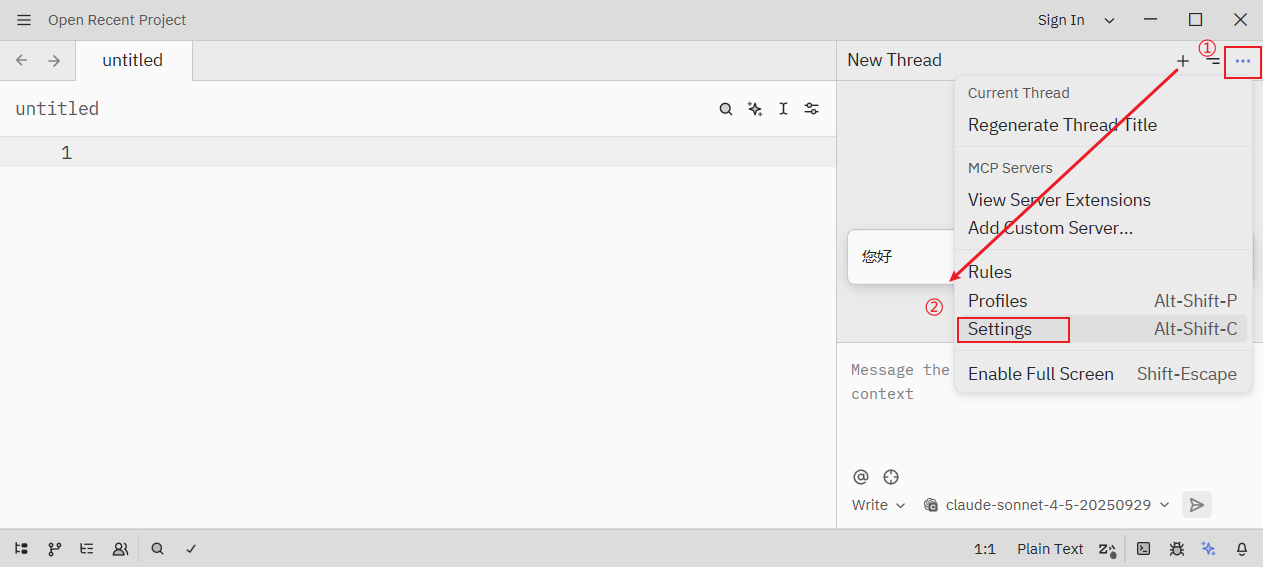 Open Recent Project
Sign In
untitled
New Thread
①
untitled
1
Current Thread
Regenerate Thread Title
MCP Servers
View Server Extensions
Add Custom Server...
您好
Rules
Profiles Alt-Shift-P
②
Settings Alt-Shift-C
Enable Full Screen Shift-Escape
Message the
context
@
Write claude-sonnet-4-5-20250929
1:1 Plain Text